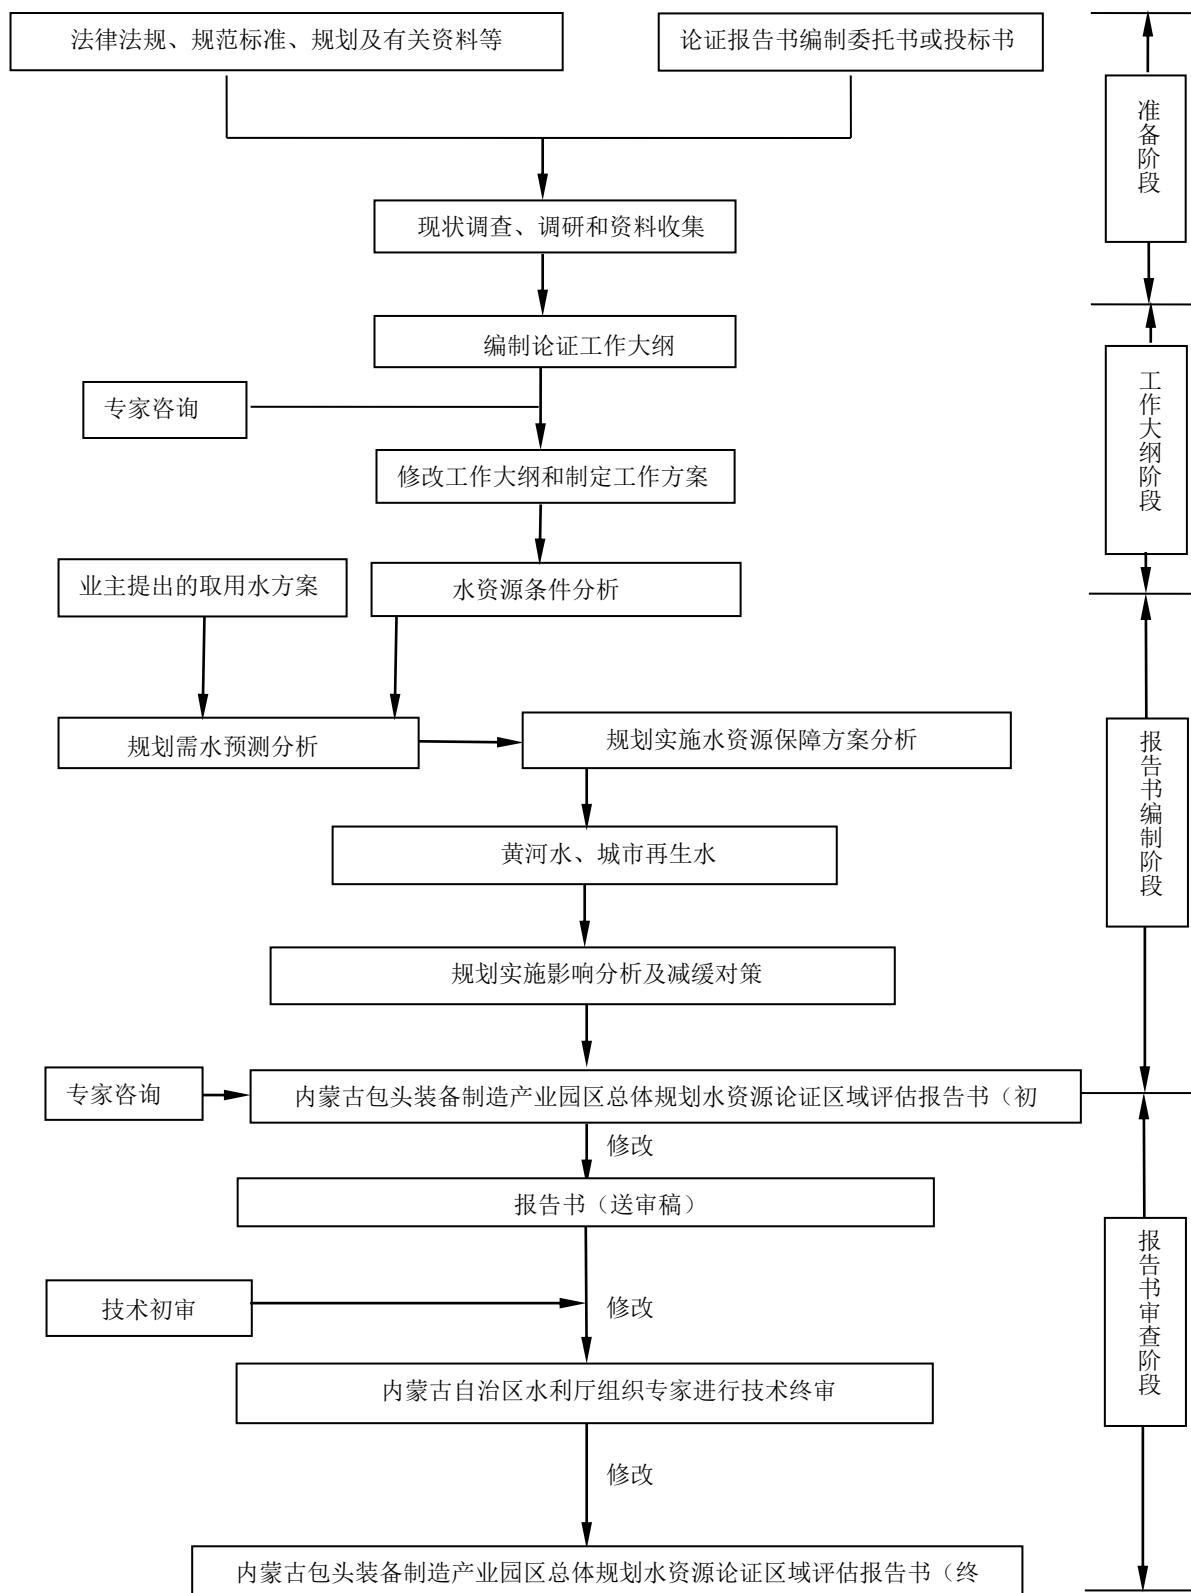 法律法规、规范标准、规划及有关资料等
论证报告书编制委托书或投标书
准备阶段
现状调查、调研和资料收集
编制论证工作大纲
专家咨询
工作大纲阶段
修改工作大纲和制定工作方案
业主提出的取用水方案
水资源条件分析
规划需水预测分析
规划实施水资源保障方案分析
报告书编制阶段
黄河水、城市再生水
规划实施影响分析及减缓对策
专家咨询
内蒙古包头装备制造产业园区总体规划水资源论证区域评估报告书（初
修改
报告书（送审稿）
报告书审查阶段
技术初审
修改
内蒙古自治区水利厅组织专家进行技术终审
修改
内蒙古包头装备制造产业园区总体规划水资源论证区域评估报告书（终